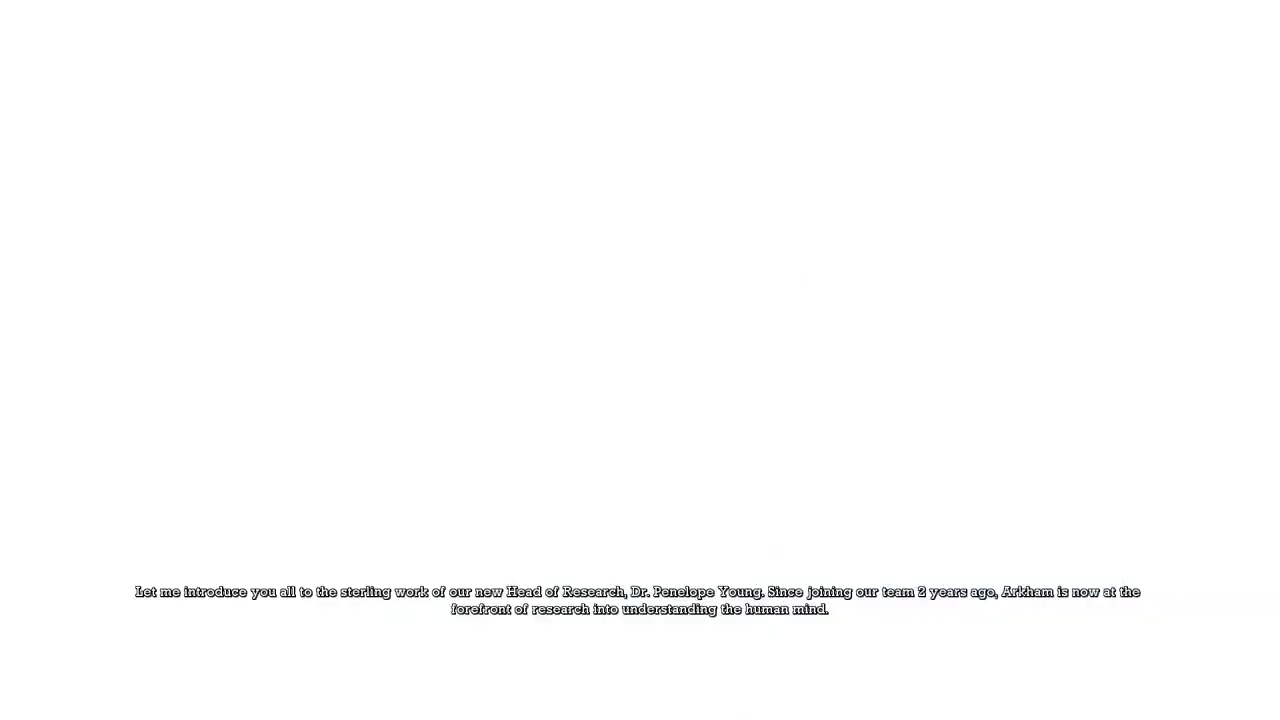 Let me introduce you all to the sterling work of our new Head of Research, Dr. Penelope Young. Since joining our team 2 years ago, Arkham is now at the
forefront of research into understanding the human mind.